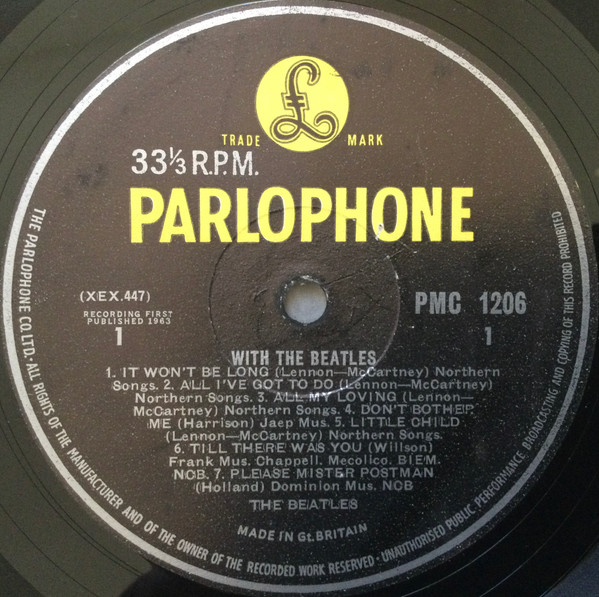 TRADE MARK
33⅓ R.P.M.
PARLOPHONE
(XEX.447)
PMC 1206
RECORDING FIRST
PUBLISHED 1963
1
1
WITH THE BEATLES
1. IT WON'T BE LONG (Lennon—McCartney) Northern
Songs. 2. ALL I'VE GOT TO DO (Lennon—McCartney)
Northern Songs. 3. ALL MY LOVING (Lennon—
McCartney) Northern Songs. 4. DON'T BOTHER
ME (Harrison) Jaep Mus. 5. LITTLE CHILD
(Lennon—McCartney) Northern Songs.
6. TILL THERE WAS YOU (Willson)
Frank Mus. Chappell. Mecolico. BIEM.
NCB. 7. PLEASE MISTER POSTMAN
(Holland) Dominion Mus. NCB
THE BEATLES
MADE IN Gt. BRITAIN
THE PARLOPHONE CO. LTD. · ALL RIGHTS OF THE MANUFACTURER AND OF THE OWNER OF THE RECORDED WORK RESERVED · UNAUTHORISED PUBLIC PERFORMANCE, BROADCASTING AND COPYING OF THIS RECORD PROHIBITED